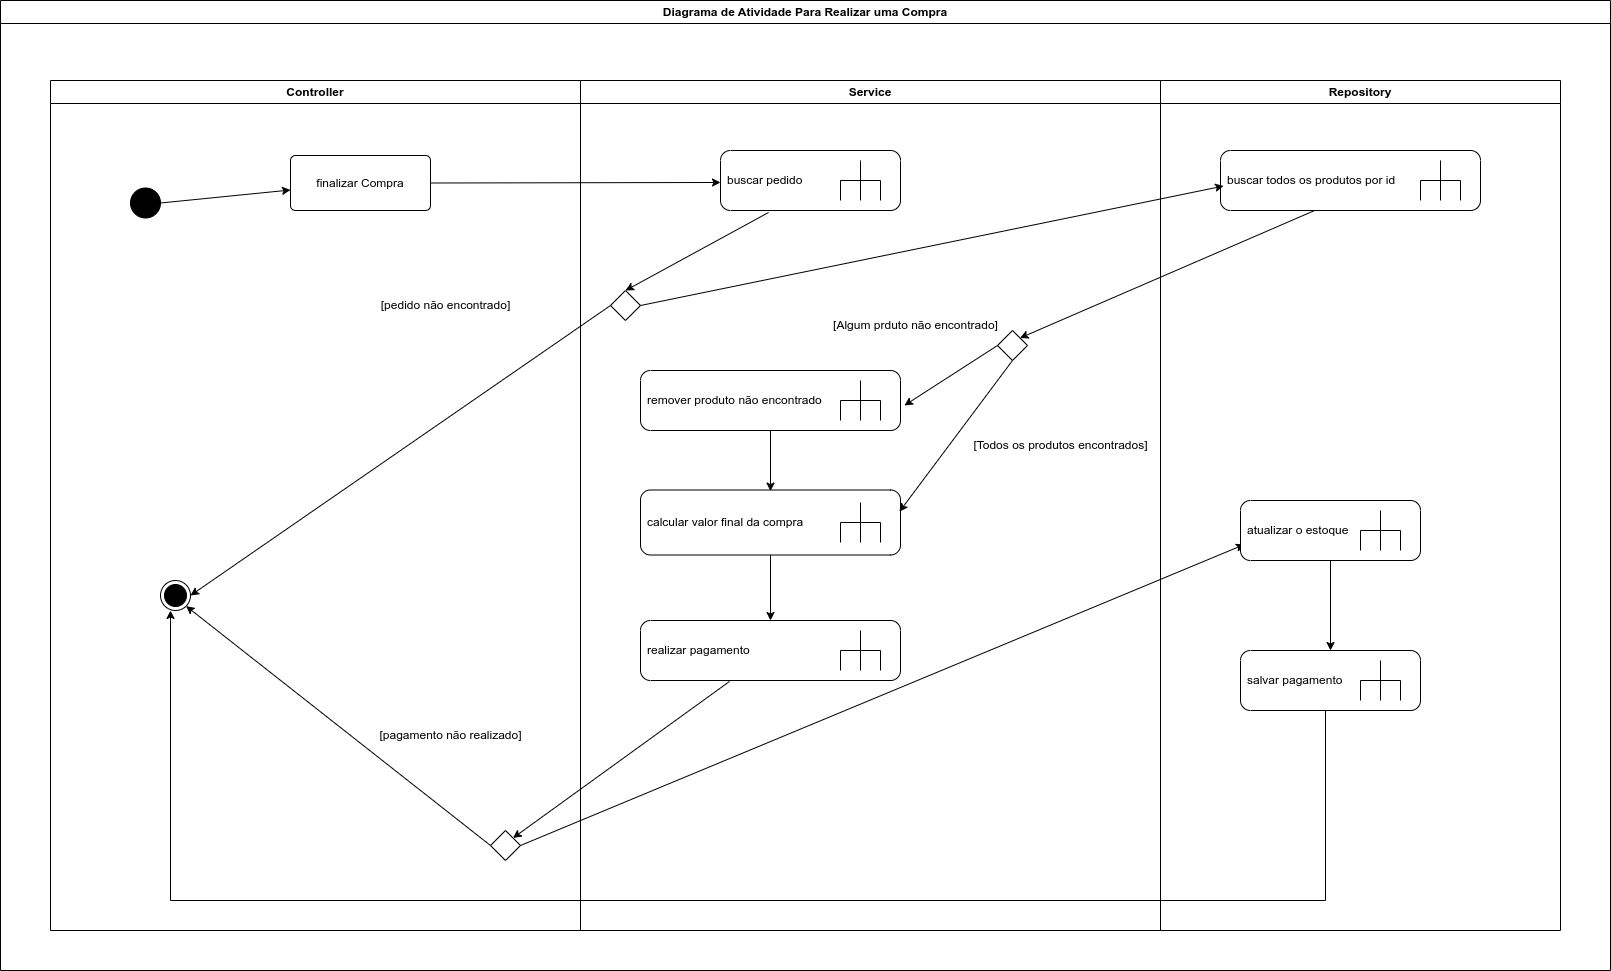 Diagrama de Atividade Para Realizar uma Compra
Controller
Service
Repository
finalizar Compra
buscar pedido
buscar todos os produtos por id
[pedido não encontrado]
[Algum prduto não encontrado]
remover produto não encontrado
[Todos os produtos encontrados]
calcular valor final da compra
atualizar o estoque
realizar pagamento
salvar pagamento
[pagamento não realizado]